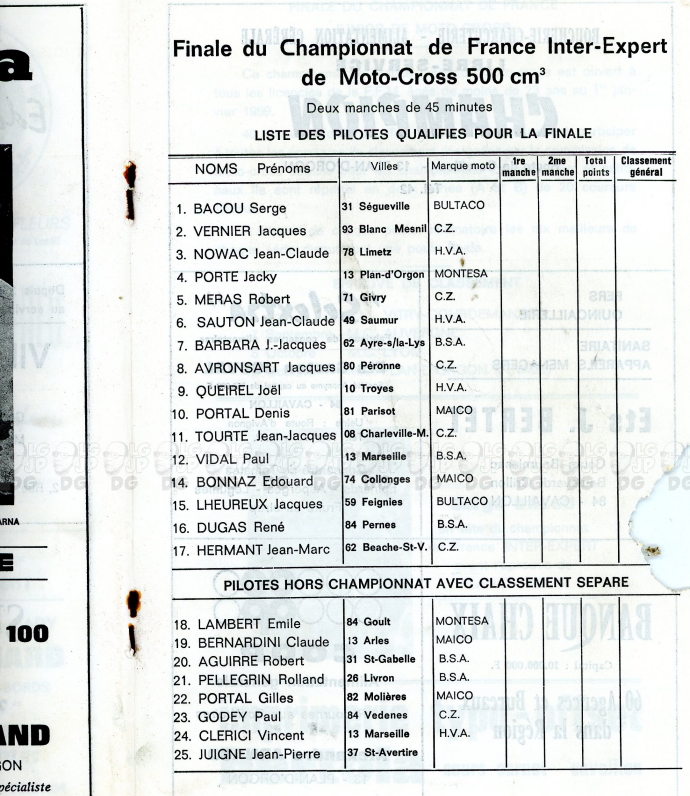 Finale du Championnat de France Inter-Expert
de Moto-Cross 500 cm³
Deux manches de 45 minutes
LISTE DES PILOTES QUALIFIES POUR LA FINALE
NOMS Prénoms Villes Marque moto 1re manche 2me manche Total points Classement général
1. BACOU Serge 31 Ségueville BULTACO
2. VERNIER Jacques 93 Blanc Mesnil C.Z.
3. NOWAC Jean-Claude 78 Limetz H.V.A.
4. PORTE Jacky 13 Plan-d'Orgon MONTESA
5. MERAS Robert 71 Givry C.Z.
6. SAUTON Jean-Claude 49 Saumur H.V.A.
7. BARBARA J.-Jacques 62 Ayre-s/la-Lys B.S.A.
8. AVRONSART Jacques 80 Péronne C.Z.
9. QUEIREL Joël 10 Troyes H.V.A.
10. PORTAL Denis 81 Parisot MAICO
11. TOURTE Jean-Jacques 08 Charleville-M. C.Z.
12. VIDAL Paul 13 Marseille B.S.A.
14. BONNAZ Edouard 74 Collonges MAICO
15. LHEUREUX Jacques 59 Feignies BULTACO
16. DUGAS René 84 Pernes B.S.A.
17. HERMANT Jean-Marc 62 Beache-St-V. C.Z.
PILOTES HORS CHAMPIONNAT AVEC CLASSEMENT SEPARE
18. LAMBERT Emile 84 Goult MONTESA
19. BERNARDINI Claude 13 Arles MAICO
20. AGUIRRE Robert 31 St-Gabelle B.S.A.
21. PELLEGRIN Rolland 26 Livron B.S.A.
22. PORTAL Gilles 82 Molières MAICO
23. GODEY Paul 84 Vedenes C.Z.
24. CLERICI Vincent 13 Marseille H.V.A.
25. JUIGNE Jean-Pierre 37 St-Avertire
a
ARNA
E
100
AND
GON
pécialiste